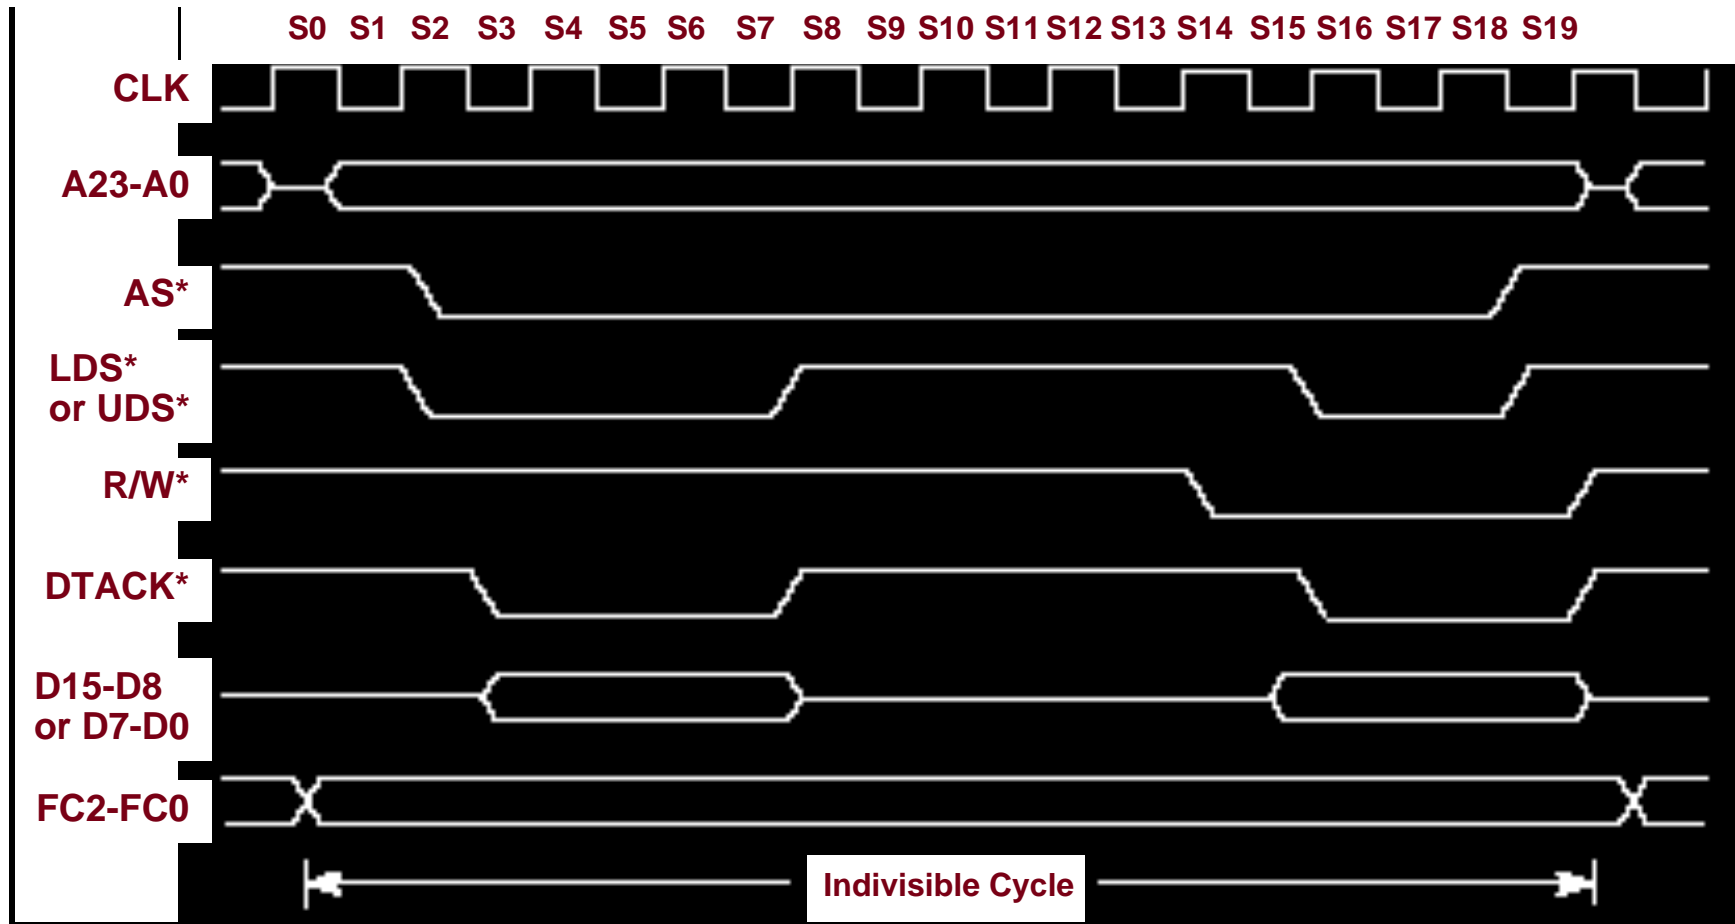 S0 S1 S2 S3 S4 S5 S6 S7 S8 S9 S10 S11 S12 S13 S14 S15 S16 S17 S18 S19
CLK
A23-A0
AS*
LDS*
or UDS*
R/W*
DTACK*
D15-D8
or D7-D0
FC2-FC0
Indivisible Cycle